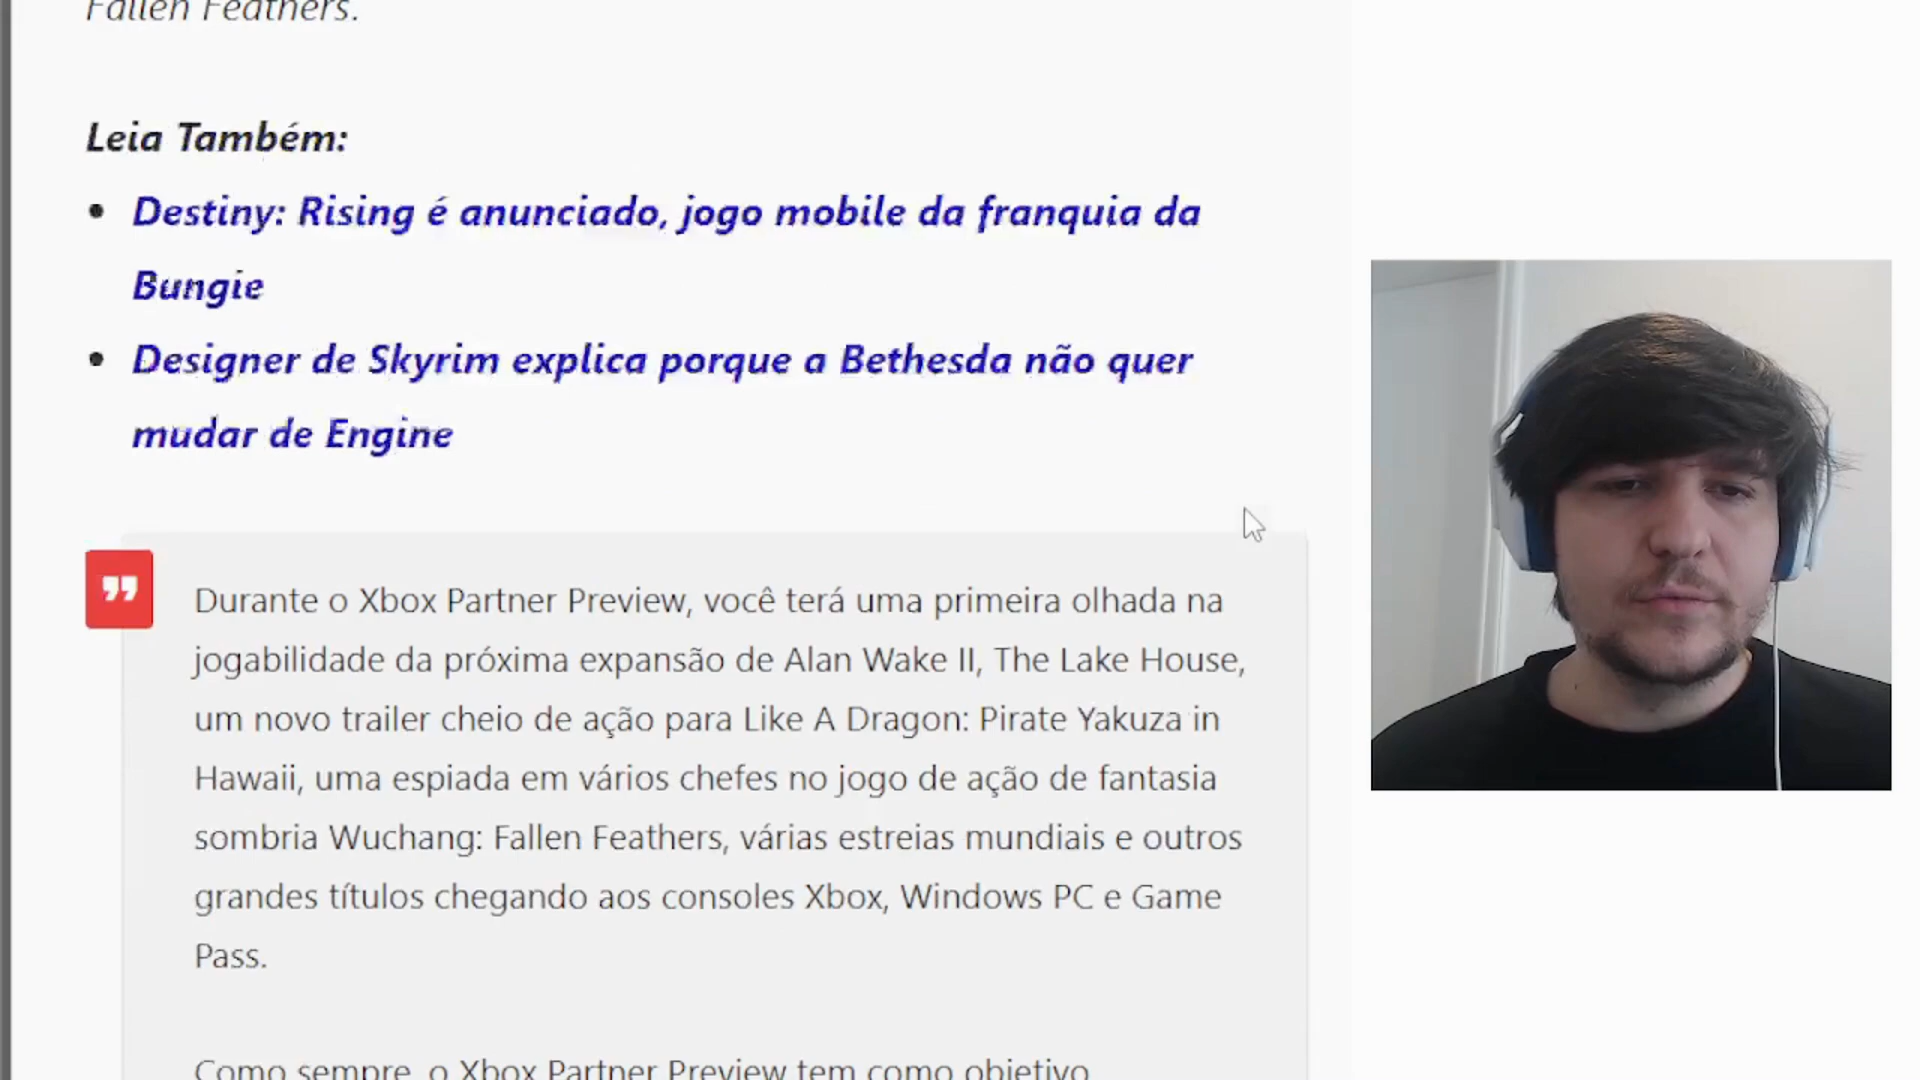 Fallen Feathers.
Leia Também:
• Destiny: Rising é anunciado, jogo mobile da franquia da
Bungie
• Designer de Skyrim explica porque a Bethesda não quer
mudar de Engine
Durante o Xbox Partner Preview, você terá uma primeira olhada na
jogabilidade da próxima expansão de Alan Wake II, The Lake House,
um novo trailer cheio de ação para Like A Dragon: Pirate Yakuza in
Hawaii, uma espiada em vários chefes no jogo de ação de fantasia
sombria Wuchang: Fallen Feathers, várias estreias mundiais e outros
grandes títulos chegando aos consoles Xbox, Windows PC e Game
Pass.
Como sempre, o Xbox Partner Preview tem como objetivo